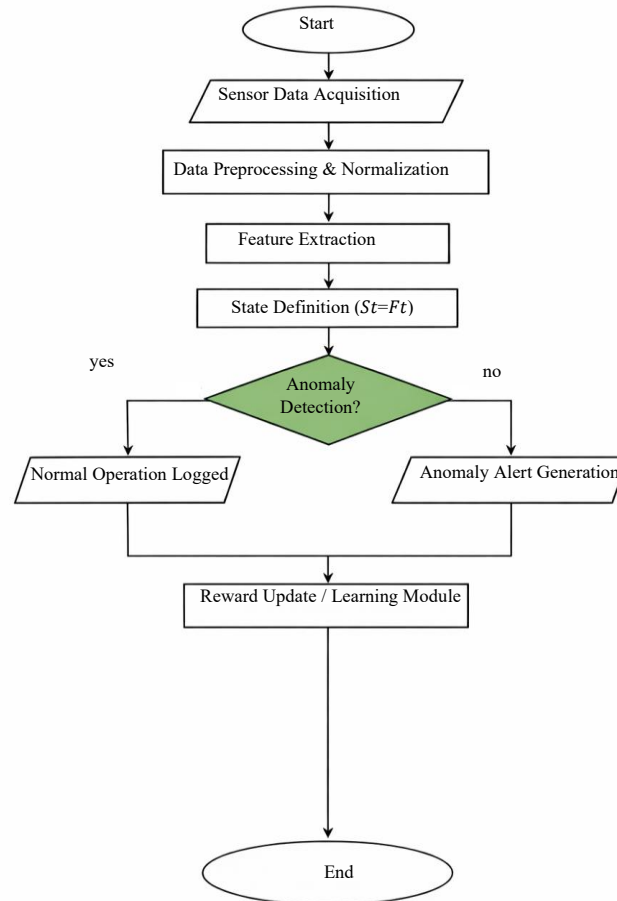 Start
Sensor Data Acquisition
Data Preprocessing & Normalization
Feature Extraction
State Definition (𝑆𝑡=𝐹𝑡)
yes
no
Anomaly
Detection?
Normal Operation Logged
Anomaly Alert Generation
Reward Update / Learning Module
End